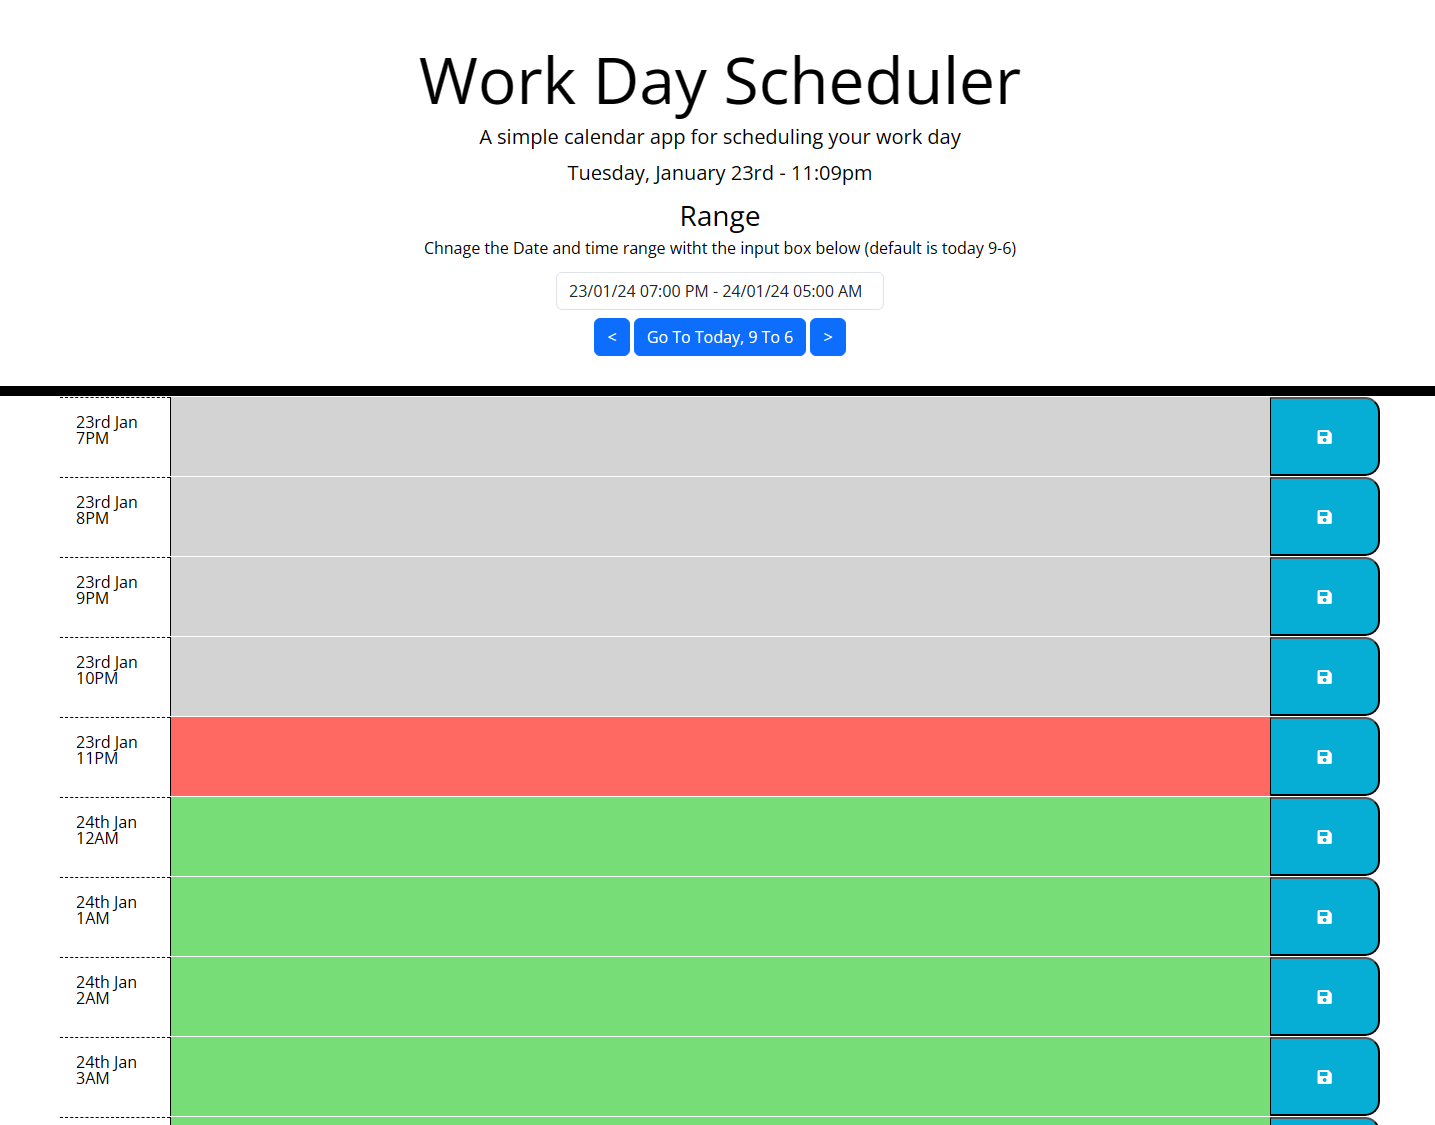 Work Day Scheduler
A simple calendar app for scheduling your work day
Tuesday, January 23rd - 11:09pm
Range
Chnage the Date and time range witht the input box below (default is today 9-6)
23/01/24 07:00 PM - 24/01/24 05:00 AM
< Go To Today, 9 To 6 >
23rd Jan
7PM
23rd Jan
8PM
23rd Jan
9PM
23rd Jan
10PM
23rd Jan
11PM
24th Jan
12AM
24th Jan
1AM
24th Jan
2AM
24th Jan
3AM